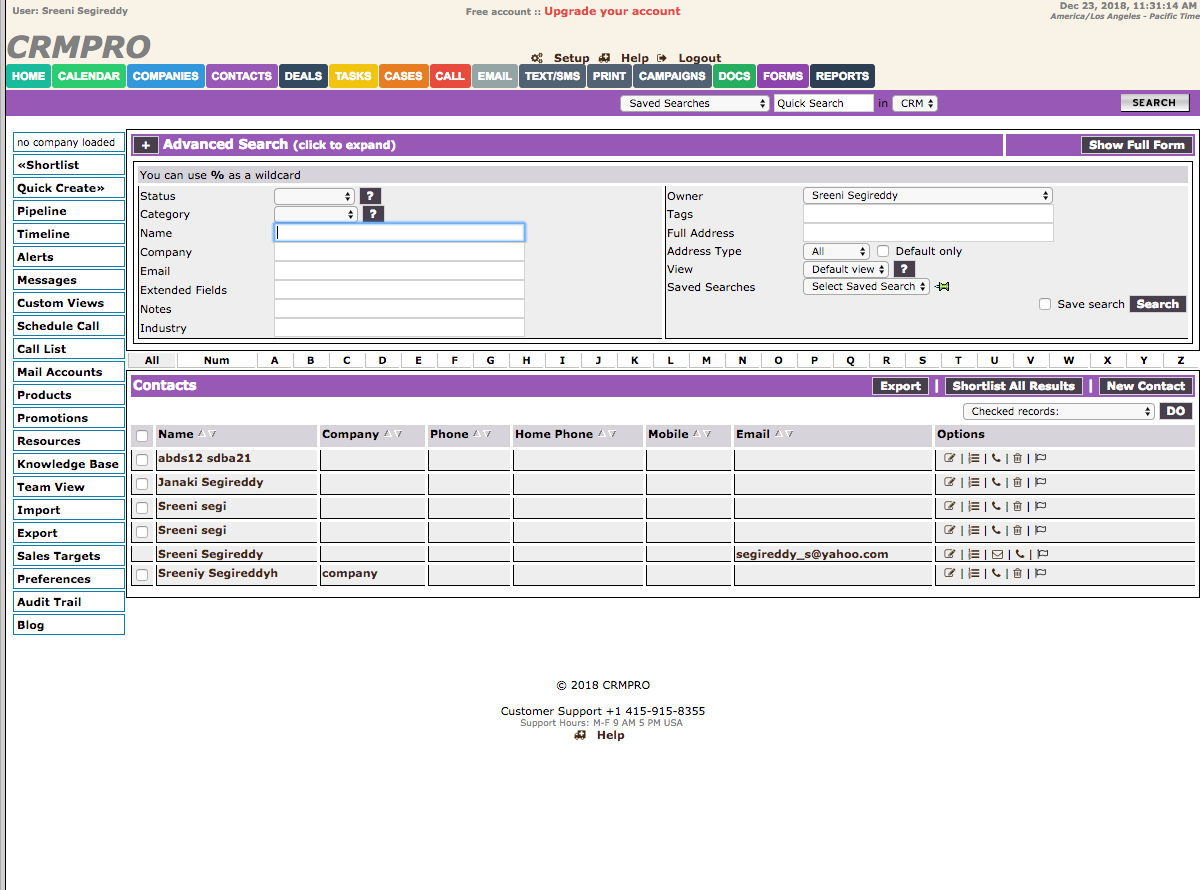 User: Sreeni Segireddy
Free account :: Upgrade your account
Dec 23, 2018, 11:31:14 AM
America/Los Angeles - Pacific Time
CRMPRO
Setup Help Logout
HOME CALENDAR COMPANIES CONTACTS DEALS TASKS CASES CALL EMAIL TEXT/SMS PRINT CAMPAIGNS DOCS FORMS REPORTS
Saved Searches Quick Search in CRM SEARCH
no company loaded
«Shortlist
Quick Create»
Pipeline
Timeline
Alerts
Messages
Custom Views
Schedule Call
Call List
Mail Accounts
Products
Promotions
Resources
Knowledge Base
Team View
Import
Export
Sales Targets
Preferences
Audit Trail
Blog
+ Advanced Search (click to expand) Show Full Form
You can use % as a wildcard
Status ?
Category ?
Name
Company
Email
Extended Fields
Notes
Industry
Owner Sreeni Segireddy
Tags
Full Address
Address Type All Default only
View Default view ?
Saved Searches Select Saved Search
Save search Search
All Num A B C D E F G H I J K L M N O P Q R S T U V W X Y Z
Contacts Export | Shortlist All Results | New Contact
Checked records: DO
Name Company Phone Home Phone Mobile Email Options
abds12 sdba21
Janaki Segireddy
Sreeni segi
Sreeni segi
Sreeni Segireddy segireddy_s@yahoo.com
Sreeniy Segireddyh company
© 2018 CRMPRO
Customer Support +1 415-915-8355
Support Hours: M-F 9 AM 5 PM USA
Help